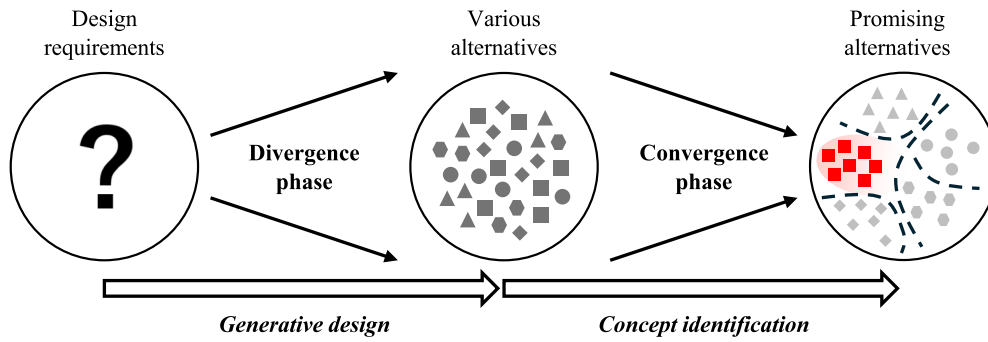 Design
requirements
Various
alternatives
Promising
alternatives
?
Divergence
phase
Convergence
phase
Generative design
Concept identification